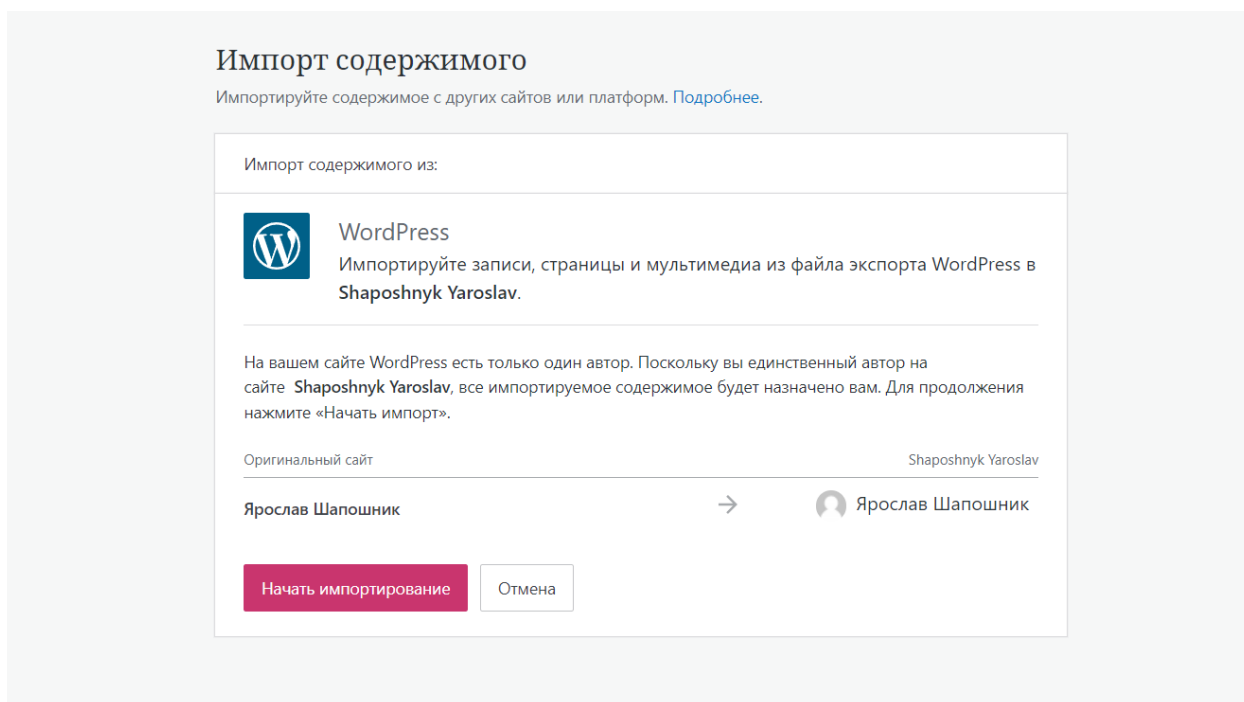 Импорт содержимого
Импортируйте содержимое с других сайтов или платформ. Подробнее.
Импорт содержимого из:
WordPress
Импортируйте записи, страницы и мультимедиа из файла экспорта WordPress в
Shaposhnyk Yaroslav.
На вашем сайте WordPress есть только один автор. Поскольку вы единственный автор на
сайте Shaposhnyk Yaroslav, все импортируемое содержимое будет назначено вам. Для продолжения
нажмите «Начать импорт».
Оригинальный сайт Shaposhnyk Yaroslav
Ярослав Шапошник → Ярослав Шапошник
Начать импортирование Отмена